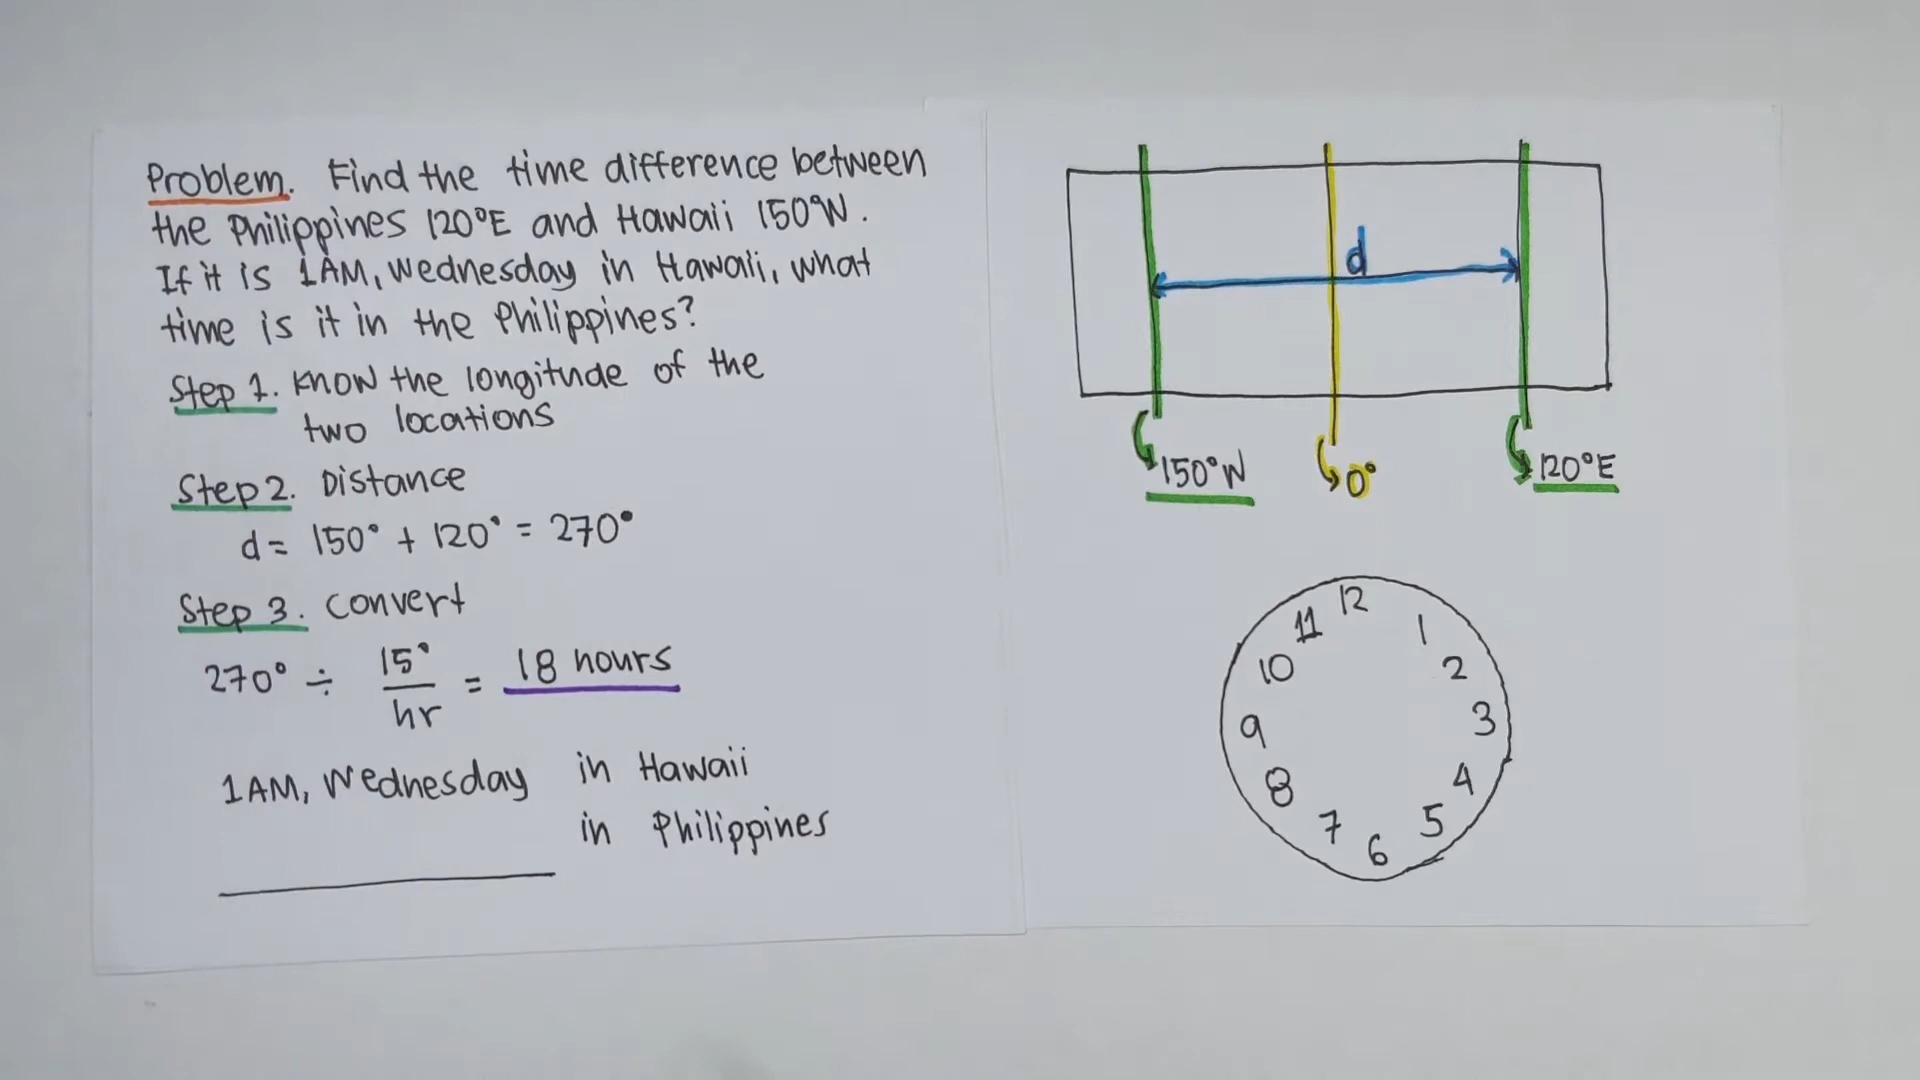 Problem. Find the time difference between
the Philippines 120°E and Hawaii 150°W.
If it is 1AM, Wednesday in Hawaii, what
time is it in the Philippines?
Step 1. Know the longitude of the
two locations
Step 2. Distance
d = 150° + 120° = 270°
Step 3. Convert
270° ÷ 15°/hr = 18 hours
1AM, Wednesday in Hawaii
in Philippines
d
150°W 0° 120°E
12
11 1
10 2
9 3
8 4
7 5
6